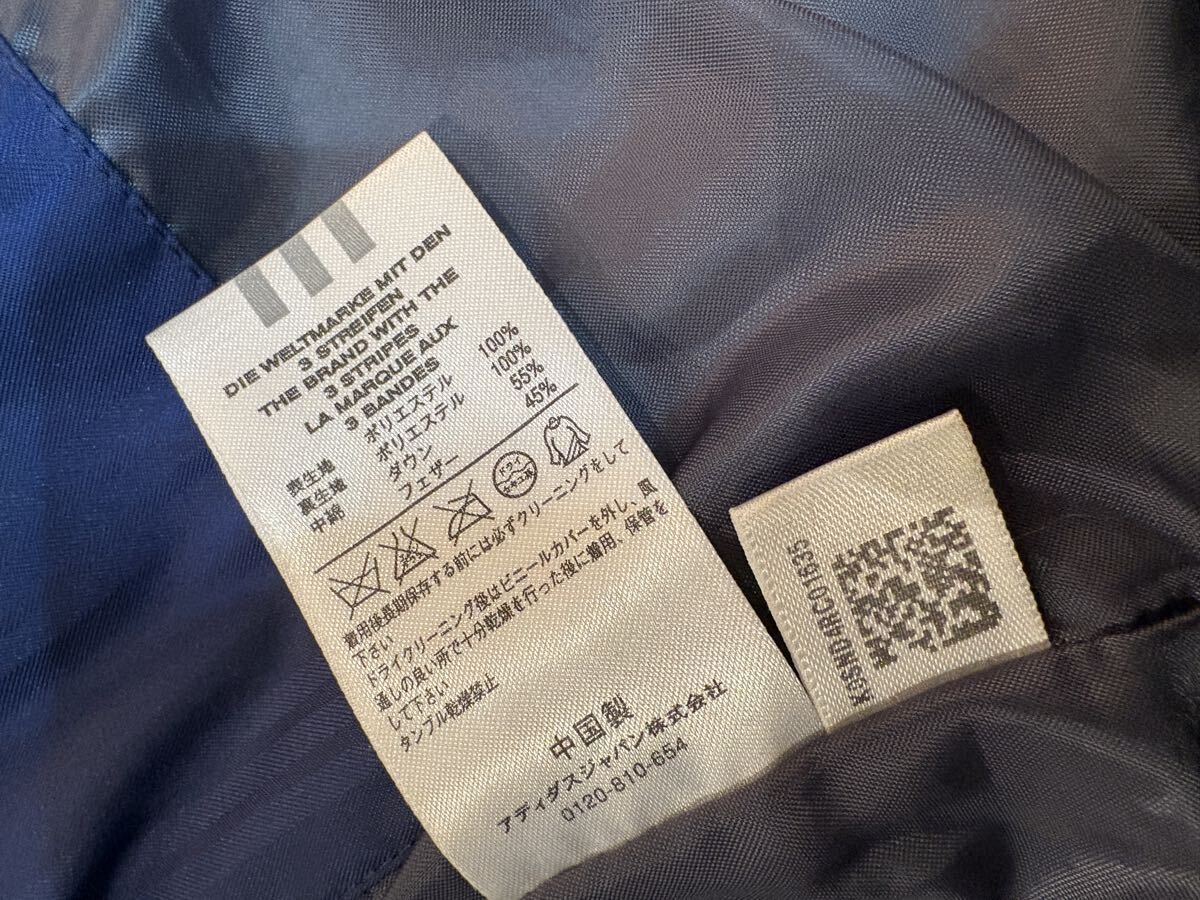 DIE WELTMARKE MIT DEN
3 STREIFEN
THE BRAND WITH THE
3 STRIPES
LA MARQUE AUX
3 BANDES
表生地 ポリエステル 100%
裏生地 ポリエステル 100%
中綿 ダウン 55%
フェザー 45%
ドライ
着用後長期保存する前には必ずクリーニングをして
下さい
ドライクリーニング後はビニールカバーを外し、風
通しの良い所で十分乾燥を行った後に着用、保管を
して下さい
タンブル乾燥禁止
中国製
アディダスジャパン株式会社
0120-810-654